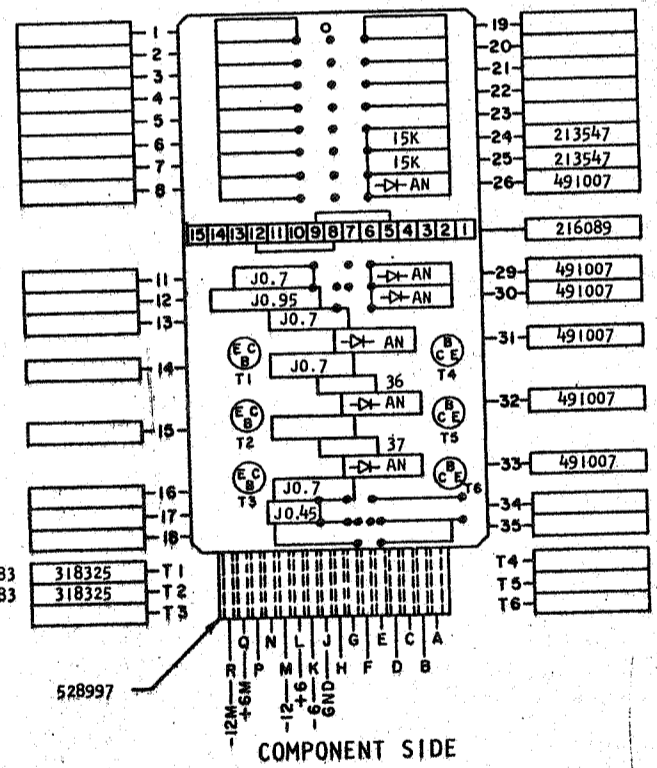 1 19
2 20
3 21
4 22
5 23
6 15K 24 213547
7 15K 25 213547
8 AN 26 491007
15 14 13 12 11 10 9 8 7 6 5 4 3 2 1 216089
11 J0.7 AN 29 491007
12 J0.95 AN 30 491007
13 J0.7
AN 31 491007
E C B B C E
T1 T4
14 J0.7
36
AN 32 491007
E C B B C E
T2 T5
15
37
AN 33 491007
E C B B C E
T3 T6
16 J0.7 34
17 J0.45 35
18
83 318325 T1 T4
83 318325 T2 T5
T3 T6
Q N L J G E C A
R P M K H F D B
-12M +6M -12 +6 -6 GND
528997
COMPONENT SIDE